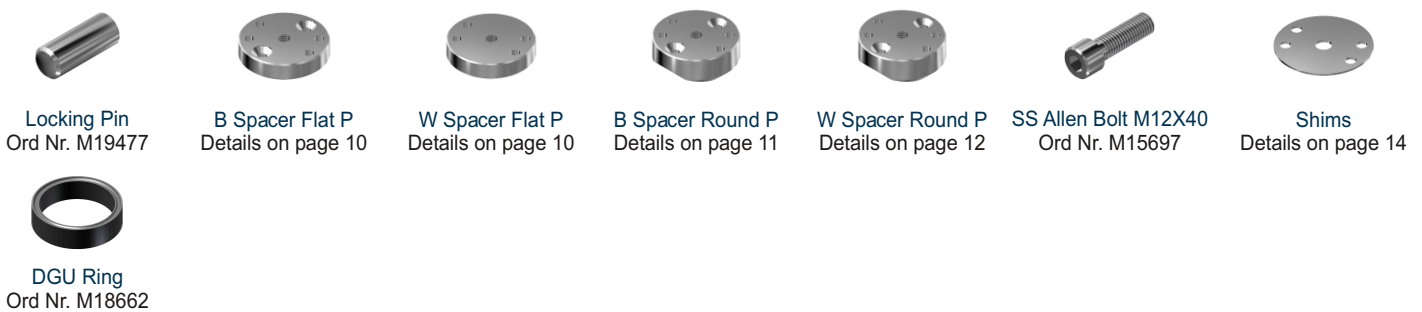 Locking Pin
Ord Nr. M19477
B Spacer Flat P
Details on page 10
W Spacer Flat P
Details on page 10
B Spacer Round P
Details on page 11
W Spacer Round P
Details on page 12
SS Allen Bolt M12X40
Ord Nr. M15697
Shims
Details on page 14
DGU Ring
Ord Nr. M18662